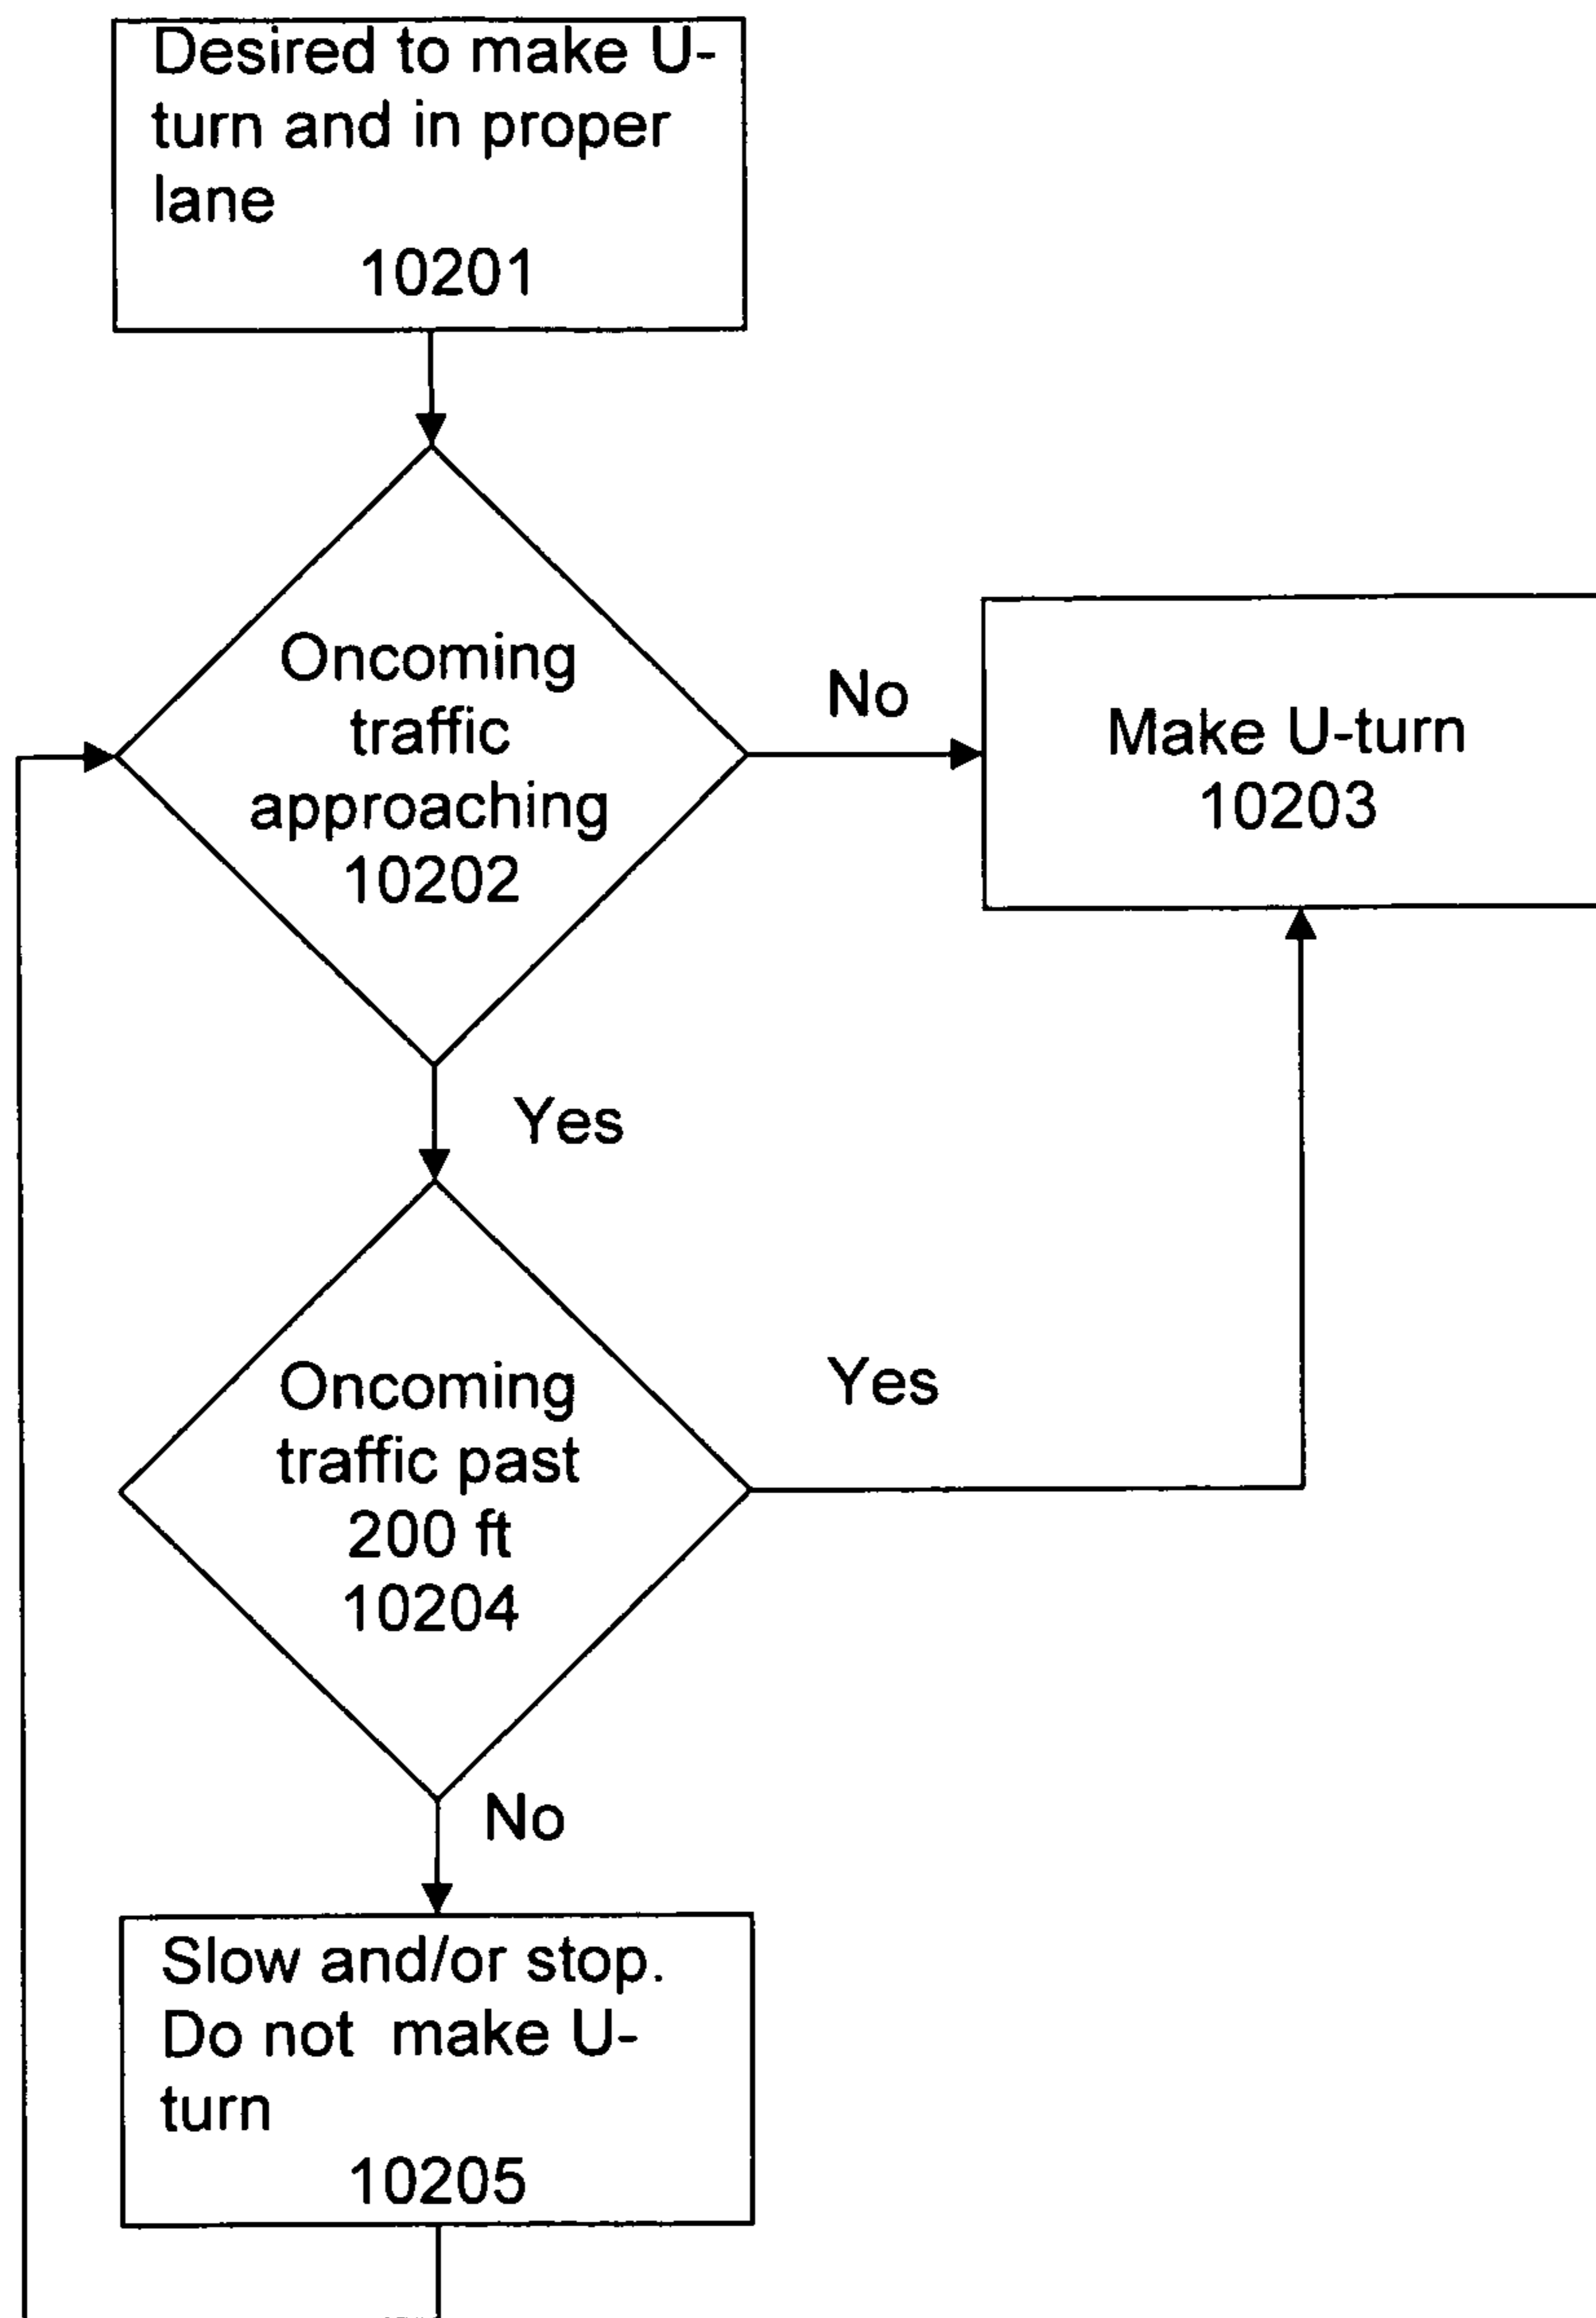 Desired to make U-
turn and in proper
lane
10201
Oncoming
traffic
approaching
10202
No
Make U-turn
10203
Yes
Oncoming
traffic past
200 ft
10204
Yes
No
Slow and/or stop.
Do not  make U-
turn
10205